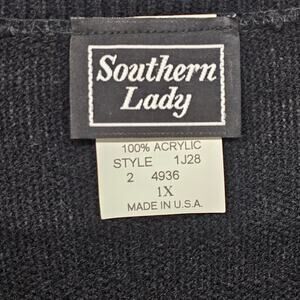 Southern
Lady
100% ACRYLIC
STYLE 1J28
2 4936
1X
MADE IN U.S.A.